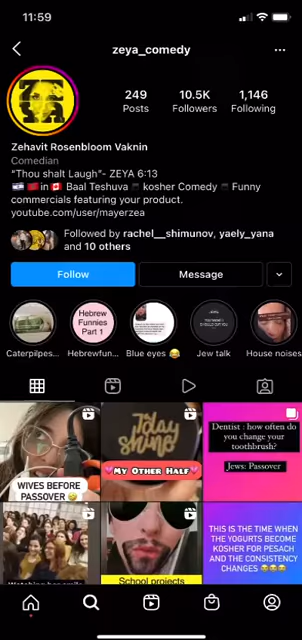 11:59
zeya_comedy
249
Posts
10.5K
Followers
1,146
Following
Zehavit Rosenbloom Vaknin
Comedian
"Thou shalt Laugh"- ZEYA 6:13
in Baal Teshuva kosher Comedy Funny
commercials featuring your product.
youtube.com/user/mayerzea
Followed by rachel__shimunov, yaely_yana
and 10 others
Follow
Message
Hebrew
Funnies
Part 1
Caterpilpes...
Hebrewfun...
Blue eyes
Jew talk
House noises
WIVES BEFORE
PASSOVER
7day
shina
MY OTHER HALF
Dentist : how often do
you change your
toothbrush?
Jews: Passover
School projects
THIS IS THE TIME WHEN
THE YOGURTS BECOME
KOSHER FOR PESACH
AND THE CONSISTENCY
CHANGES